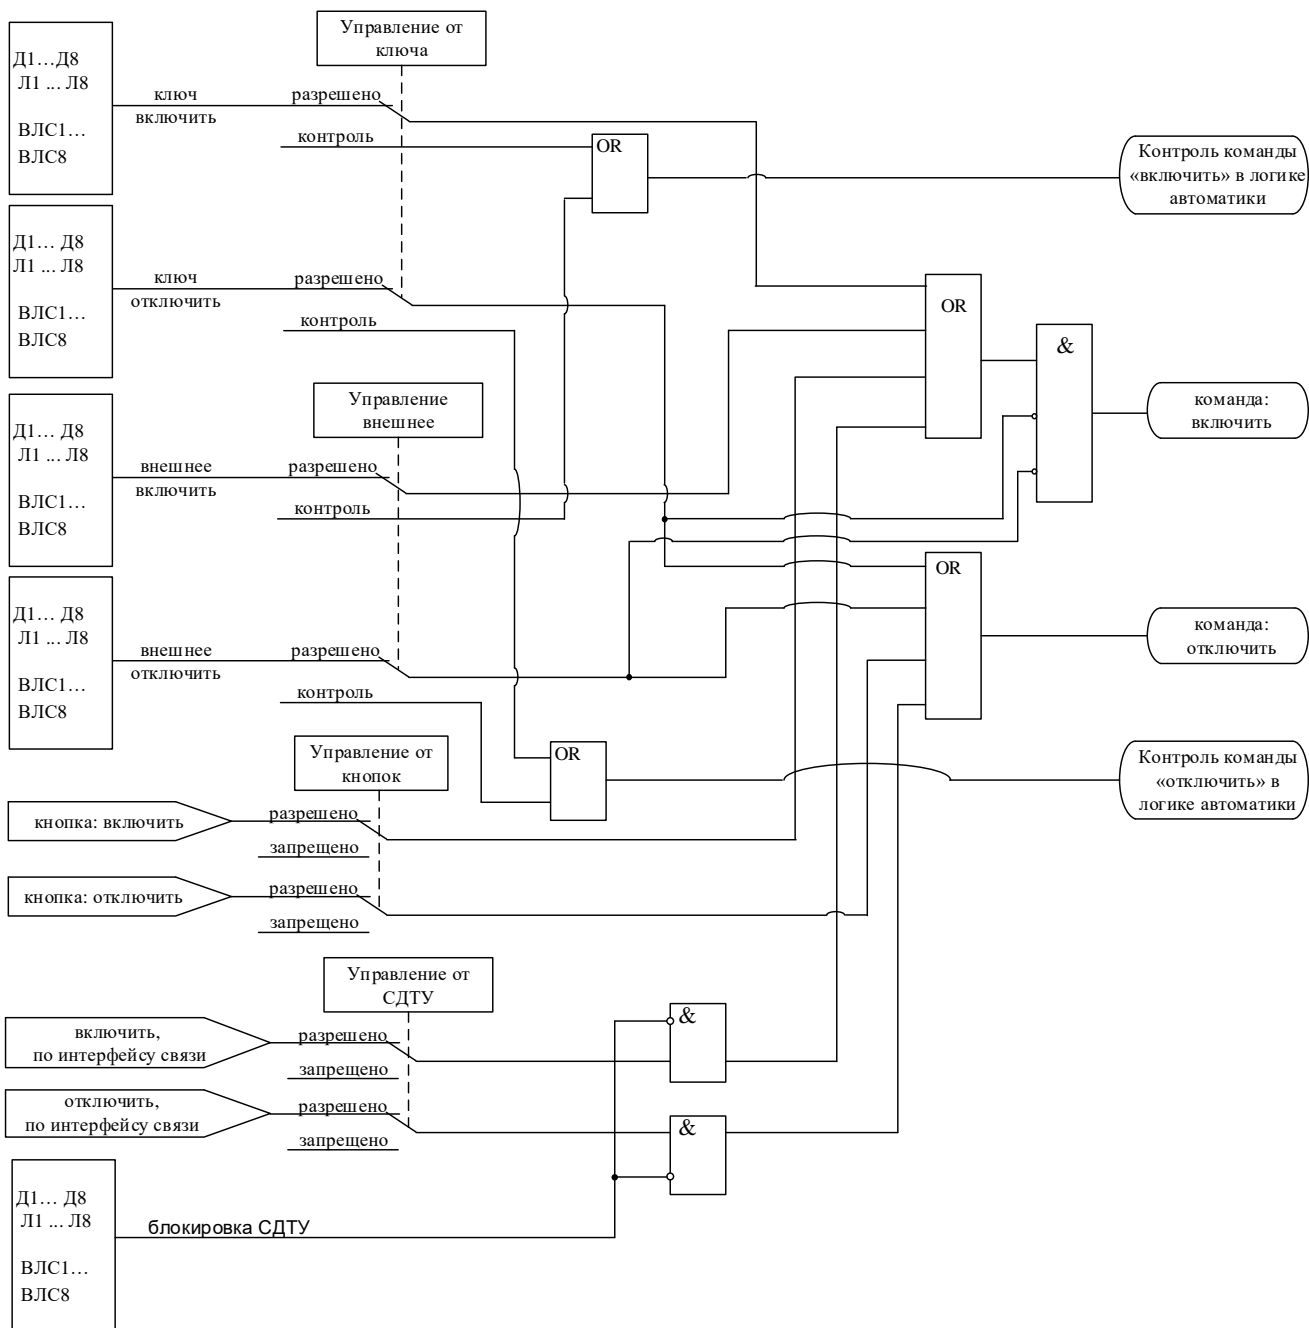 Д1…Д8
Л1 ... Л8
ВЛС1…
ВЛС8
ключ
включить
Управление от
ключа
разрешено
контроль
OR
Контроль команды
«включить» в логике
автоматики
Д1… Д8
Л1 ... Л8
ВЛС1…
ВЛС8
ключ
отключить
разрешено
контроль
OR
&
Управление
внешнее
команда:
включить
Д1… Д8
Л1 ... Л8
ВЛС1…
ВЛС8
внешнее
включить
разрешено
контроль
OR
Д1… Д8
Л1 ... Л8
ВЛС1…
ВЛС8
внешнее
отключить
разрешено
контроль
команда:
отключить
Управление от
кнопок
OR
Контроль команды
«отключить» в
логике автоматики
кнопка: включить
разрешено
запрещено
кнопка: отключить
разрешено
запрещено
Управление от
СДТУ
включить,
по интерфейсу связи
разрешено
запрещено
&
отключить,
по интерфейсу связи
разрешено
запрещено
&
Д1… Д8
Л1 ... Л8
ВЛС1…
ВЛС8
блокировка СДТУ